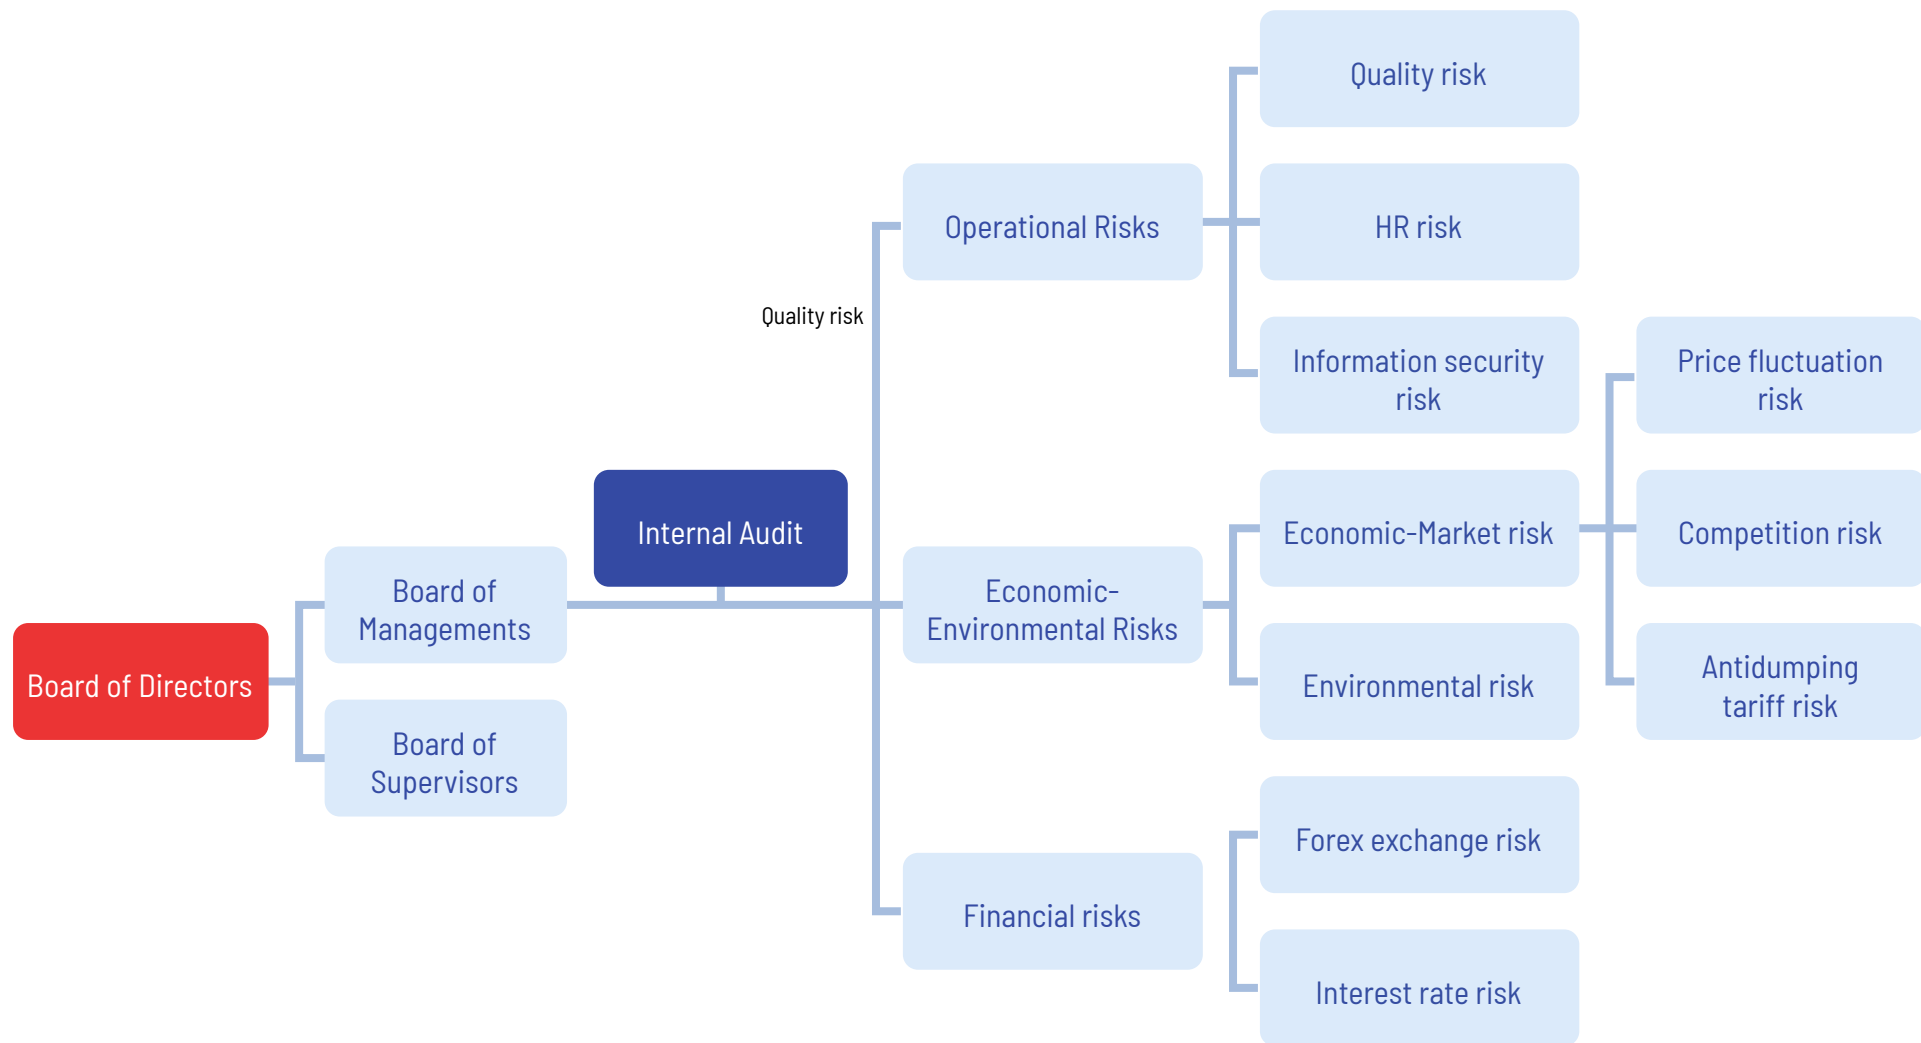 Board of Directors
Board of
Managements
Board of
Supervisors
Internal Audit
Quality risk
Operational Risks
Economic-
Environmental Risks
Financial risks
Quality risk
HR risk
Information security
risk
Economic-Market risk
Environmental risk
Forex exchange risk
Interest rate risk
Price fluctuation
risk
Competition risk
Antidumping
tariff risk